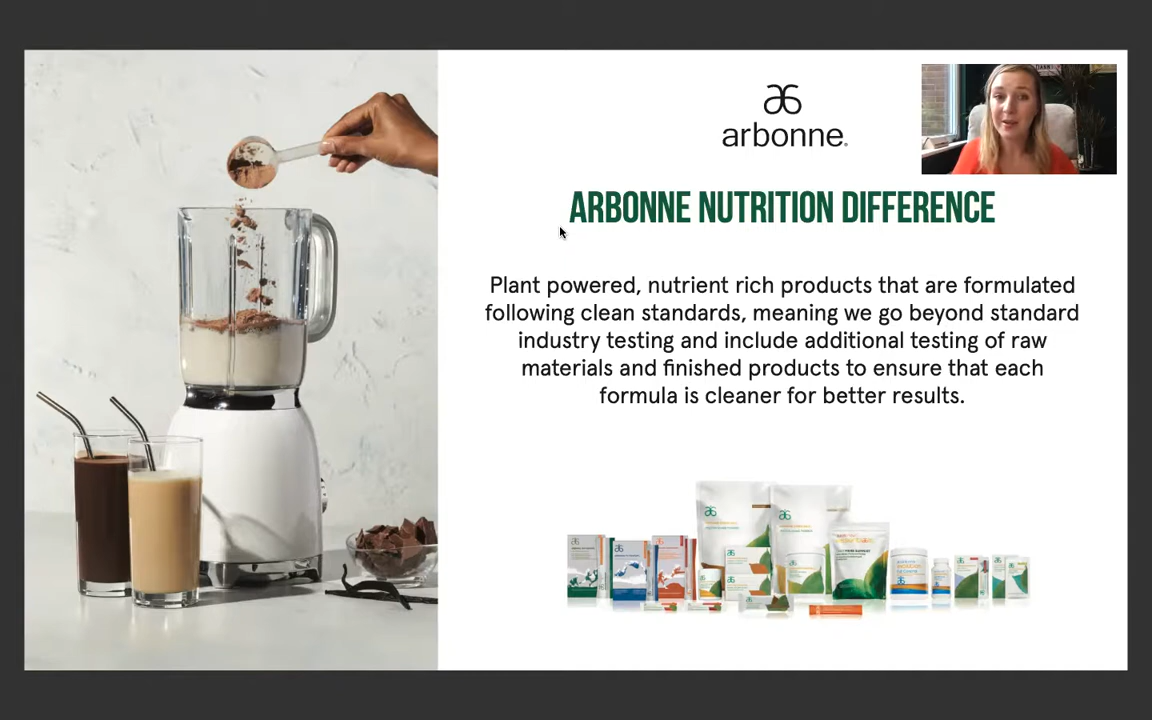 arbonne.
ARBONNE NUTRITION DIFFERENCE
Plant powered, nutrient rich products that are formulated
following clean standards, meaning we go beyond standard
industry testing and include additional testing of raw
materials and finished products to ensure that each
formula is cleaner for better results.